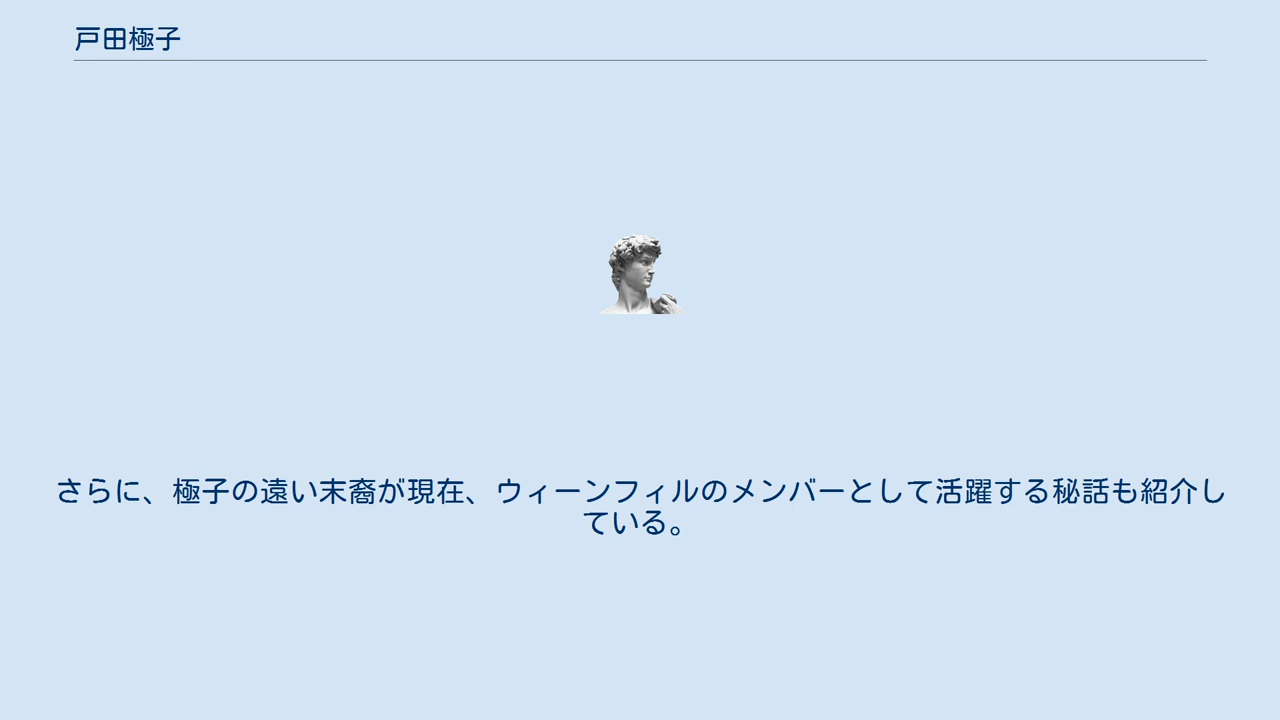 戸田極子
さらに、極子の遠い末裔が現在、ウィーンフィルのメンバーとして活躍する秘話も紹介し
ている。